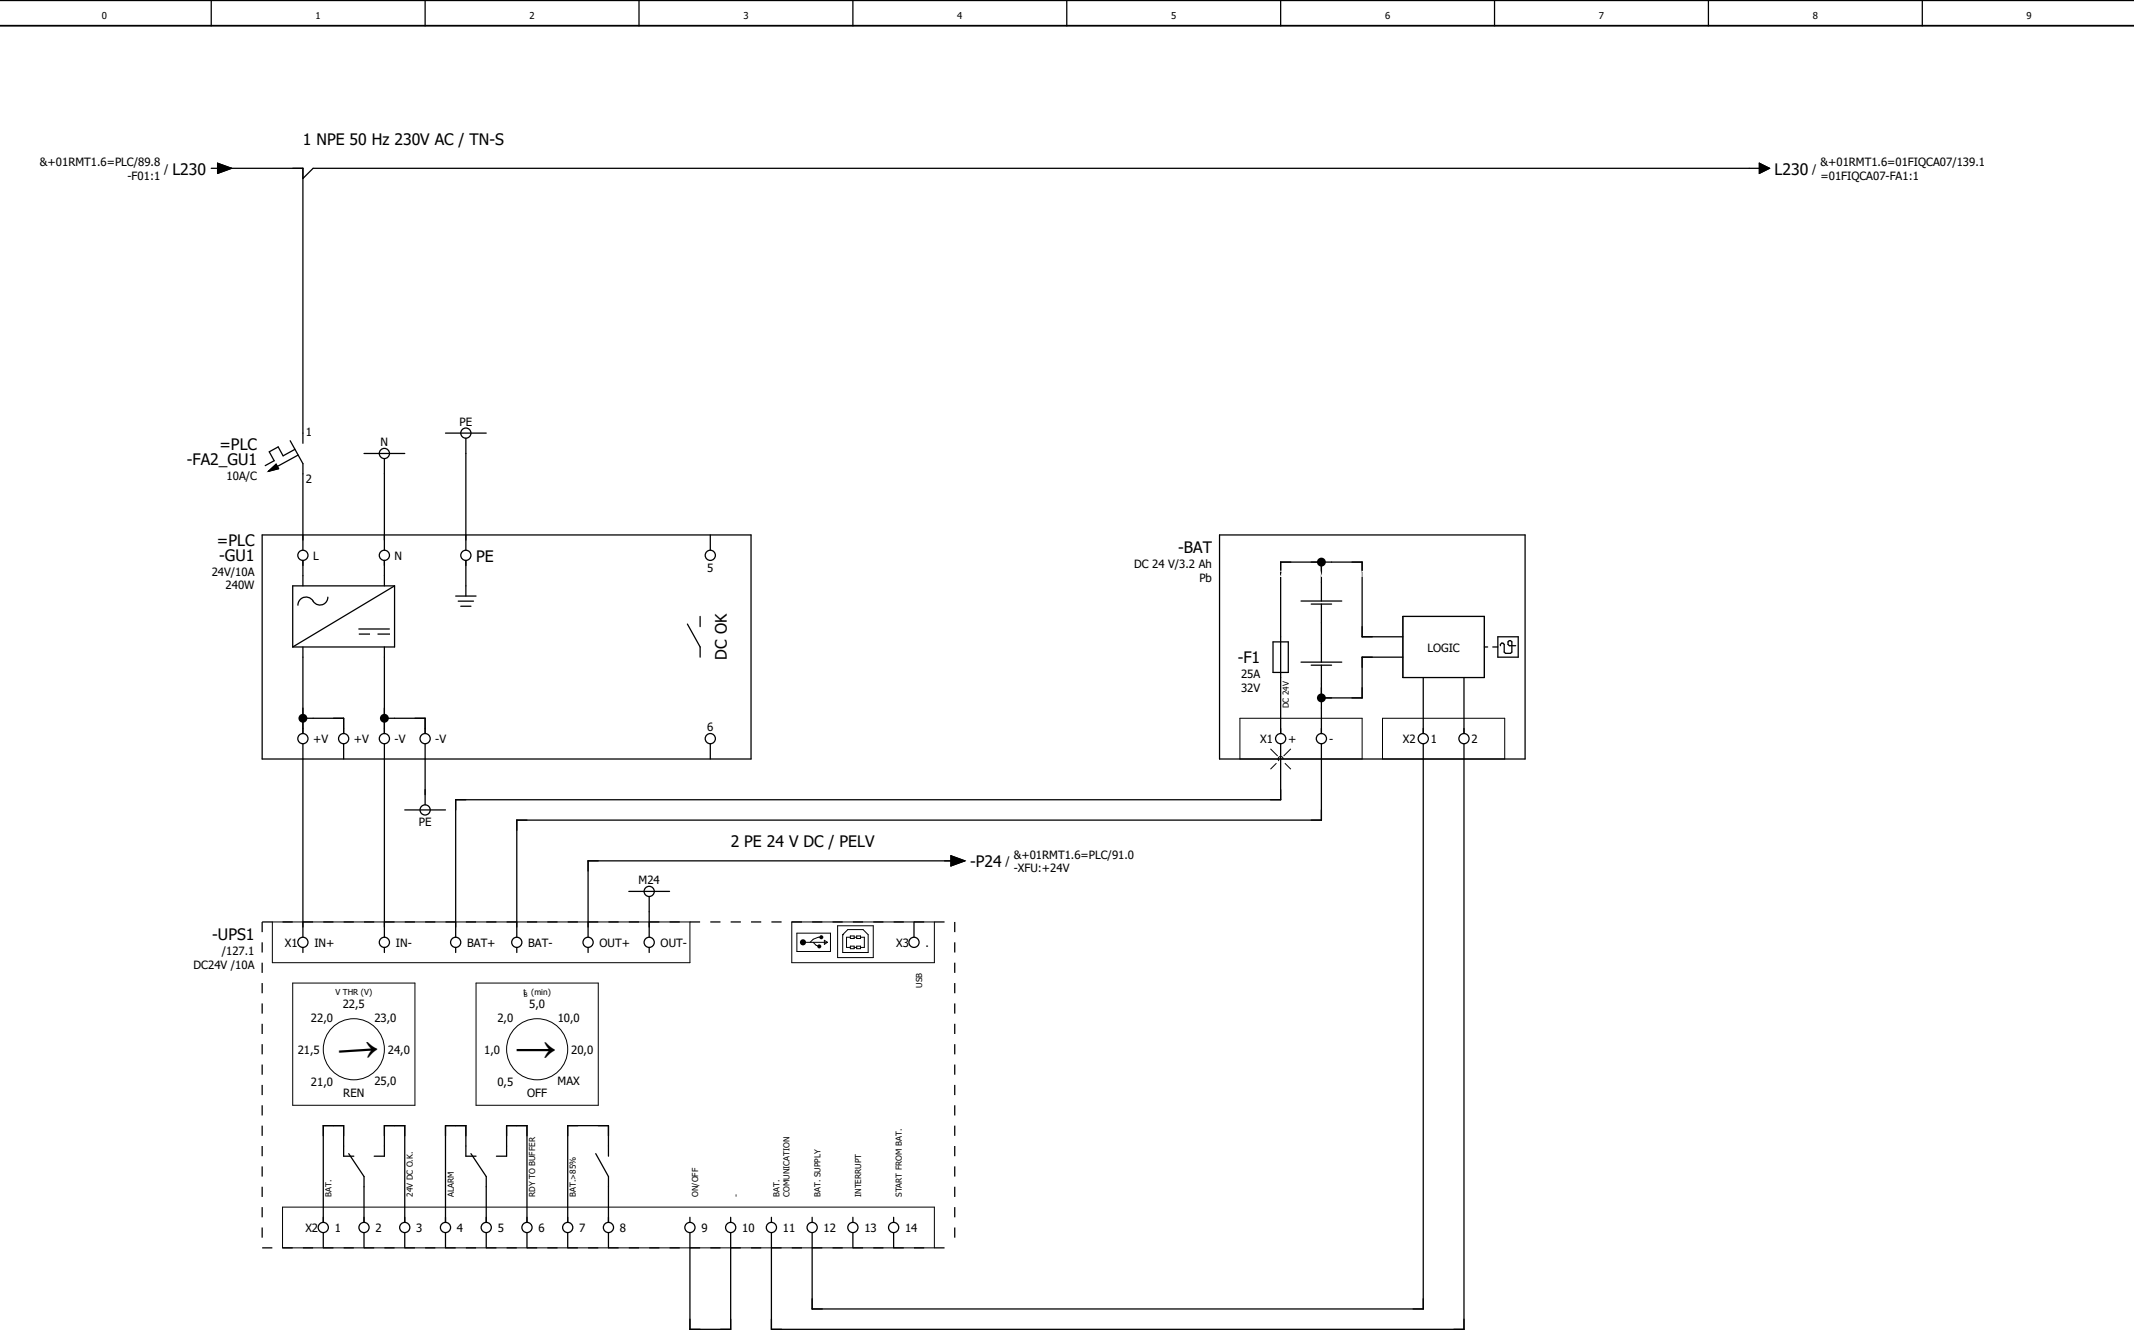 0 1 2 3 4 5 6 7 8 9
1 NPE 50 Hz 230V AC / TN-S
&+01RMT1.6=PLC/89.8
-F01:1
/ L230
L230 /
&+01RMT1.6=01FIQCA07/139.1
=01FIQCA07-FA1:1
=PLC
-FA2_GU1
10A/C
1
2
N
PE
=PLC
-GU1
24V/10A
240W
L
N
PE
5
DC OK
6
+V
+V
-V
-V
PE
-BAT
DC 24 V/3.2 Ah
Pb
-F1
25A
32V
DC 24V
LOGIC
X1
+
-
X2
1
2
2 PE 24 V DC / PELV
-P24 /
&+01RMT1.6=PLC/91.0
-XFU:+24V
M24
-UPS1
/127.1
DC24V /10A
X1
IN+
IN-
BAT+
BAT-
OUT+
OUT-
X3
.
USB
V THR (V)
22,5
22,0
23,0
21,5
24,0
21,0
25,0
REN
tB (min)
5,0
2,0
10,0
1,0
20,0
0,5
MAX
OFF
BAT.
24V DC O.K.
ALARM
RDY TO BUFFER
BAT.>85%
ON/OFF
.
BAT.
COMUNICATION
BAT. SUPPLY
INTERRUPT
START FROM BAT.
X2
1
2
3
4
5
6
7
8
9
10
11
12
13
14